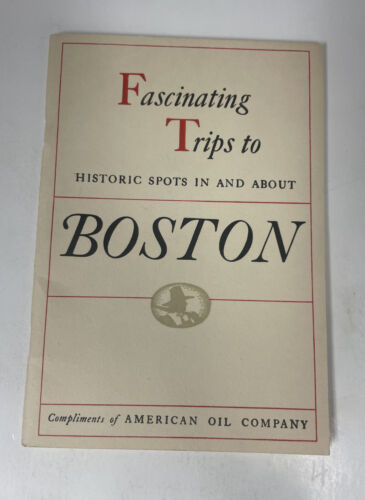 Fascinating
Trips to
HISTORIC SPOTS IN AND ABOUT
BOSTON
Compliments of AMERICAN OIL COMPANY